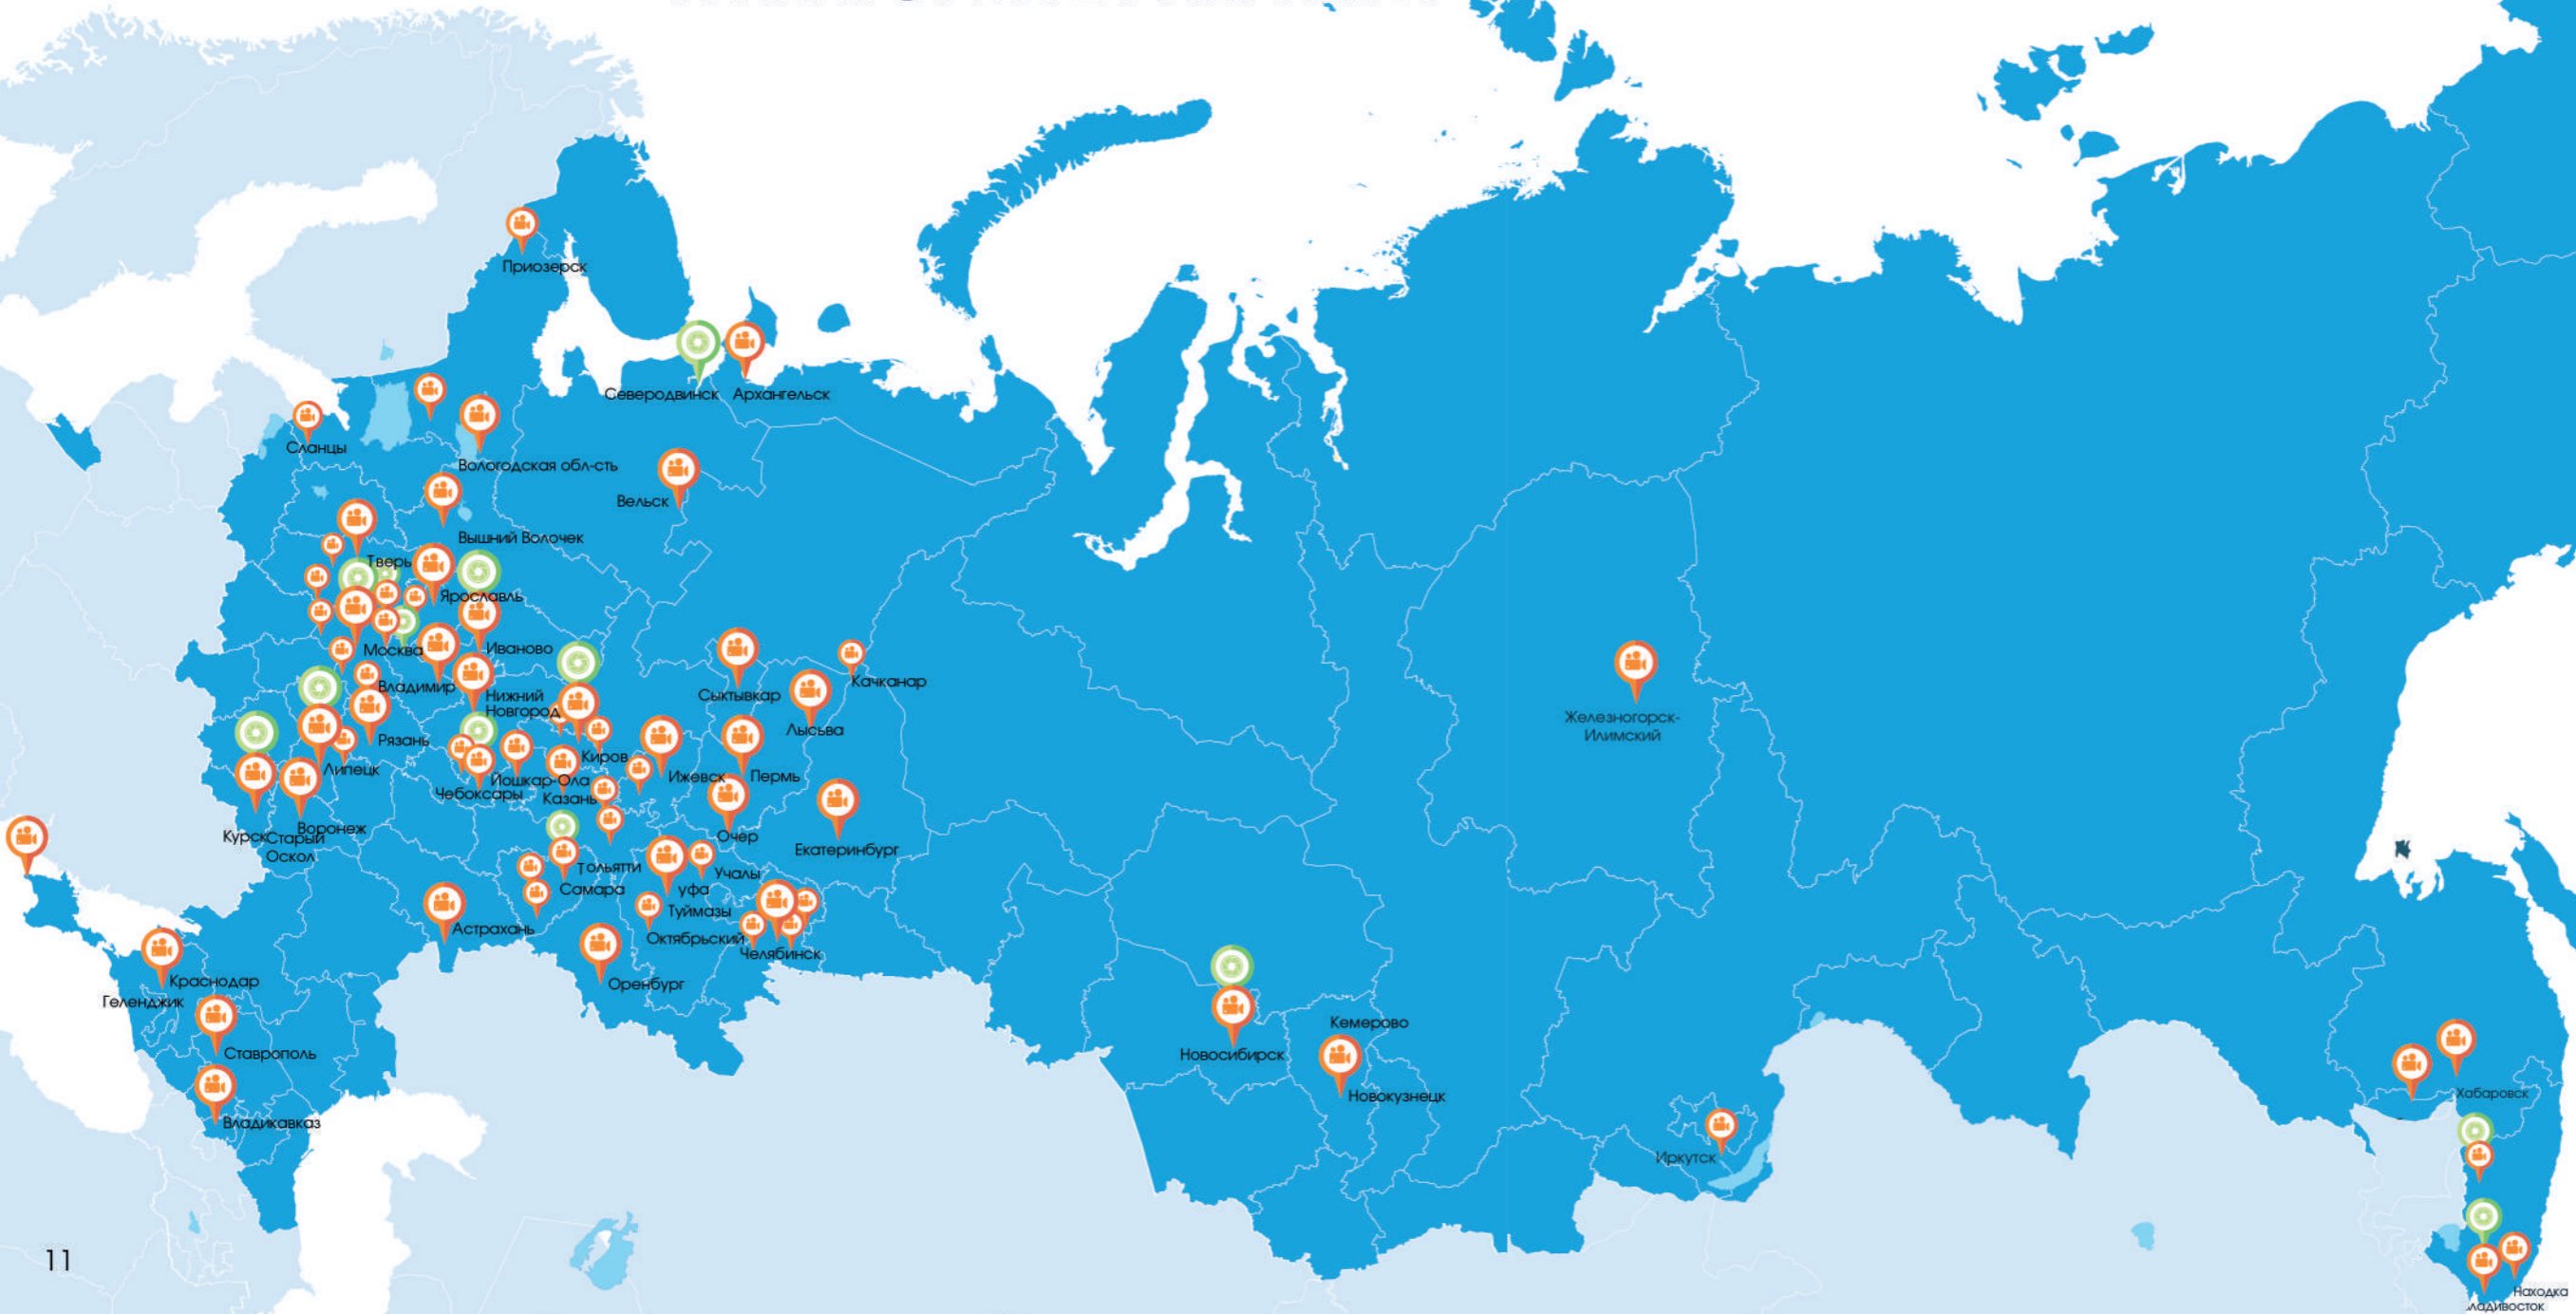 Приозерск
Северодвинск
Архангельск
Сланцы
Вологодская обл-сть
Вельск
Вышний Волочек
Тверь
Ярославль
Москва
Иваново
Владимир
Нижний
Новгород
Сыктывкар
Качканар
Лысьва
Железногорск-
Илимский
Рязань
Липецк
Киров
Йошкар-Ола
Чебоксары
Казань
Ижевск
Пермь
Воронеж
Курск
Старый
Оскол
Очер
Екатеринбург
Тольятти
Самара
Учалы
уфа
Туймазы
Октябрьский
Челябинск
Астрахань
Оренбург
Краснодар
Геленджик
Ставрополь
Владикавказ
Кемерово
Новосибирск
Новокузнецк
Иркутск
Хабаровск
Находка
ладивосток
11